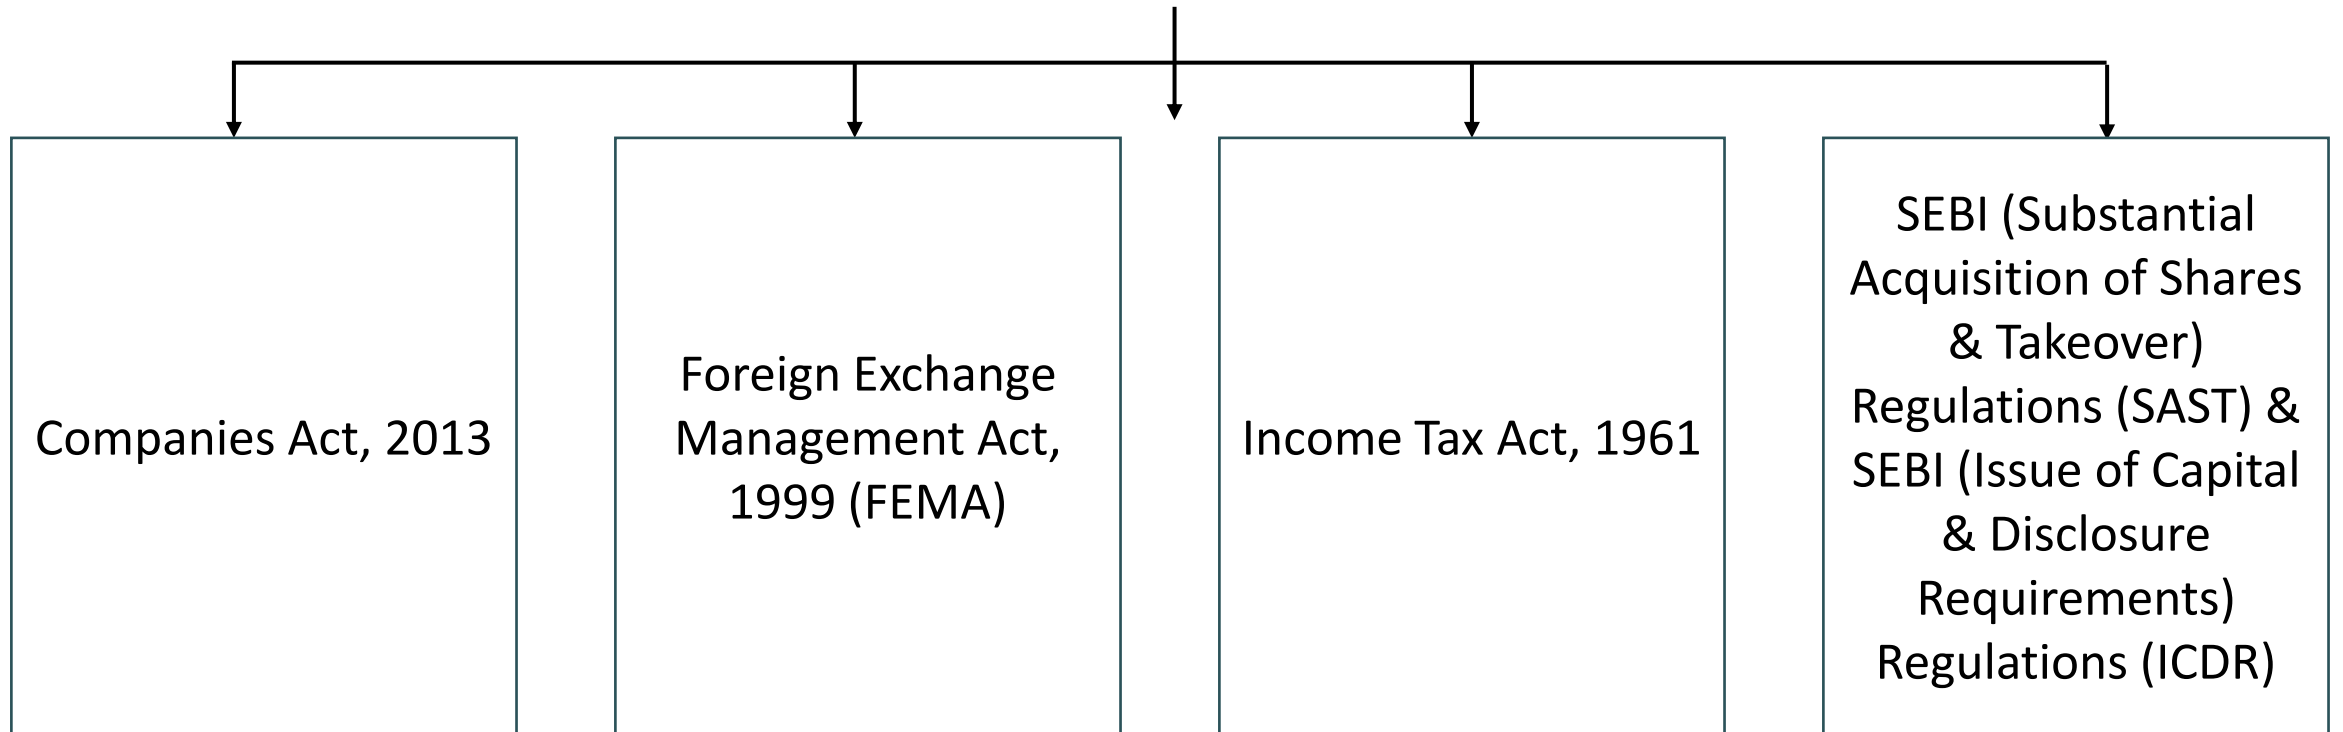 Companies Act, 2013
Foreign Exchange
Management Act,
1999 (FEMA)
Income Tax Act, 1961
SEBI (Substantial
Acquisition of Shares
& Takeover)
Regulations (SAST) &
SEBI (Issue of Capital
& Disclosure
Requirements)
Regulations (ICDR)